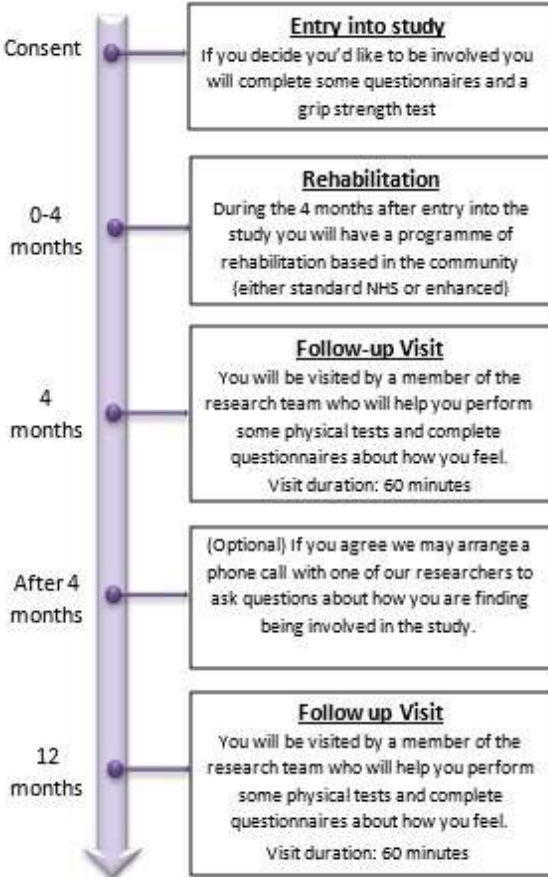 Consent
Entry into study
If you decide you'd like to be involved you
will complete some questionnaires and a
grip strength test
0-4
months
Rehabilitation
During the 4 months after entry into the
study you will have a programme of
rehabilitation based in the community
(either standard NHS or enhanced)
4
months
Follow-up Visit
You will be visited by a member of the
research team who will help you perform
some physical tests and complete
questionnaires about how you feel.
Visit duration: 60 minutes
After 4
months
(Optional) If you agree we may arrange a
phone call with one of our researchers to
ask questions about how you are finding
being involved in the study.
12
months
Follow up Visit
You will be visited by a member of the
research team who will help you perform
some physical tests and complete
questionnaires about how you feel.
Visit duration: 60 minutes